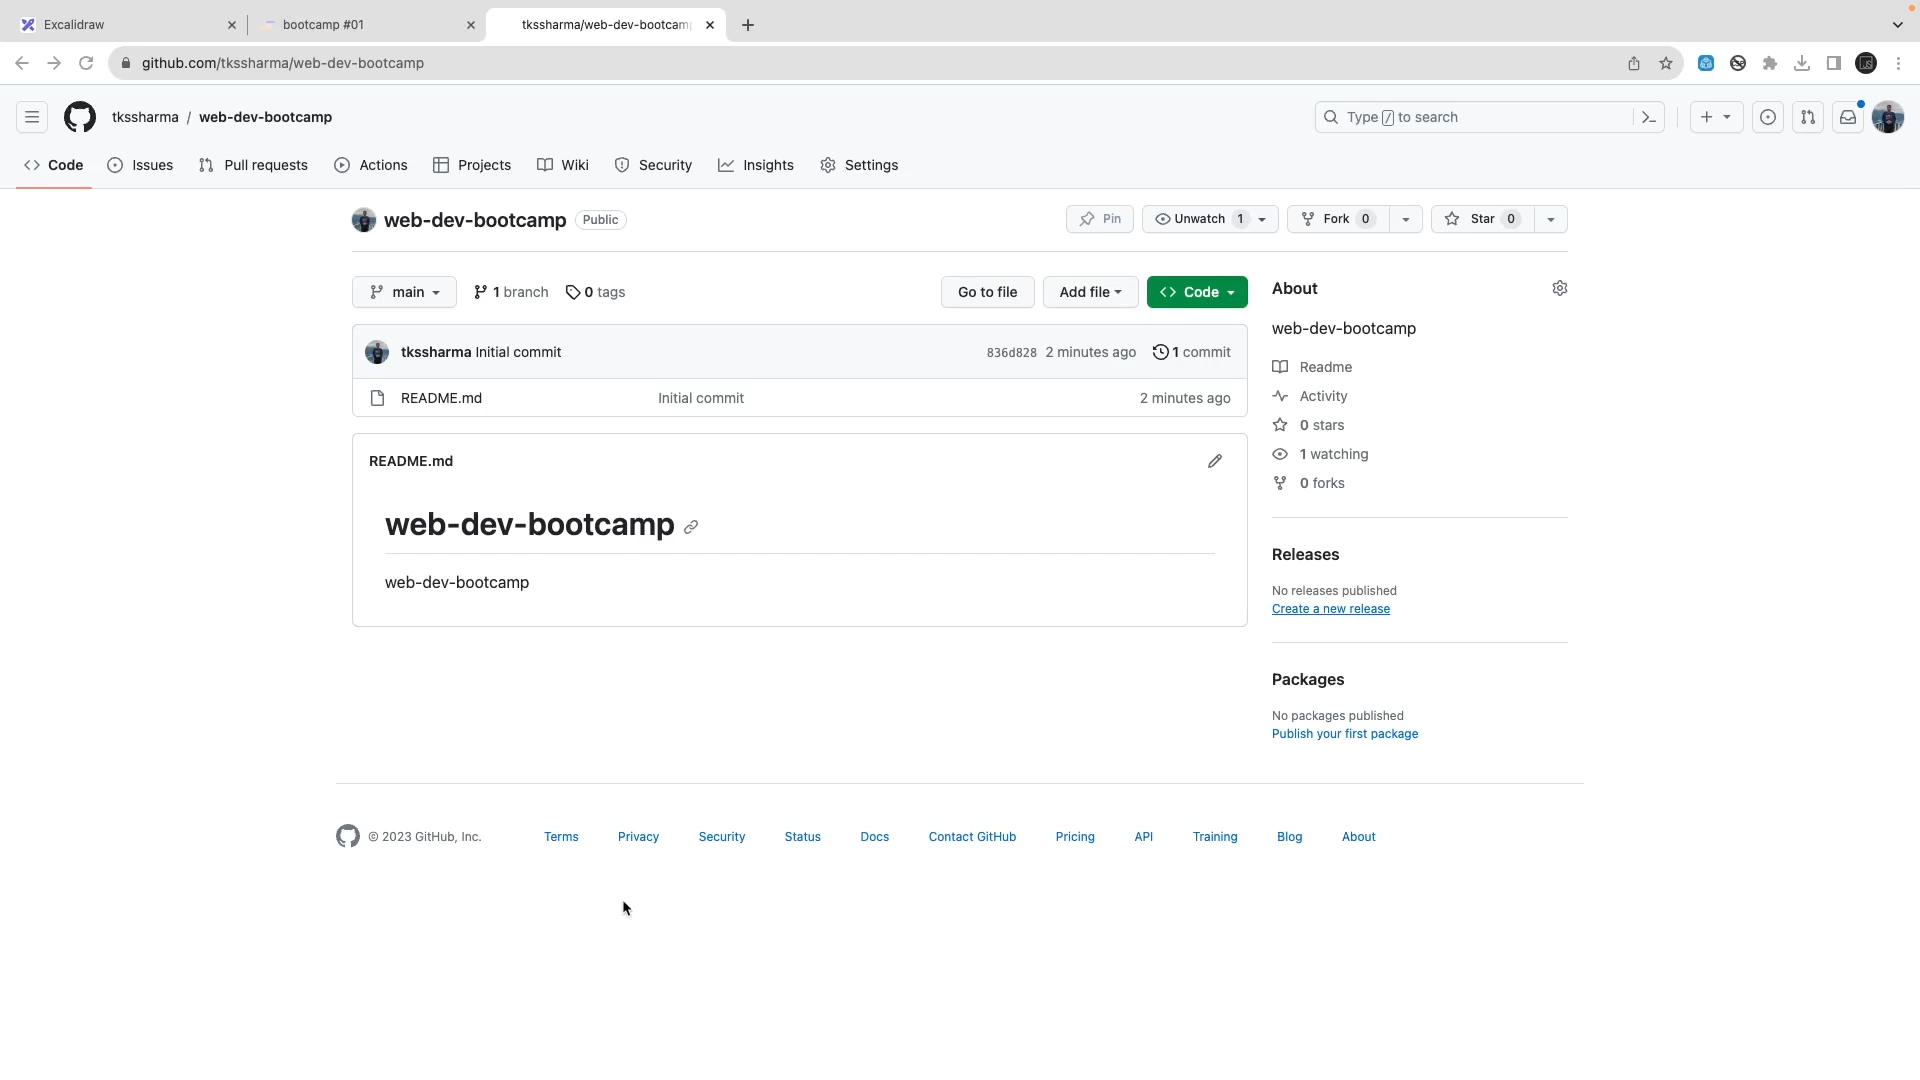 Excalidraw
bootcamp #01
tkssharma/web-dev-bootcam
github.com/tkssharma/web-dev-bootcamp
tkssharma / web-dev-bootcamp
Type / to search
Code
Issues
Pull requests
Actions
Projects
Wiki
Security
Insights
Settings
web-dev-bootcamp Public
Pin
Unwatch 1
Fork 0
Star 0
main
1 branch
0 tags
Go to file
Add file
Code
tkssharma Initial commit
836d828 2 minutes ago
1 commit
README.md
Initial commit
2 minutes ago
README.md
web-dev-bootcamp
web-dev-bootcamp
About
web-dev-bootcamp
Readme
Activity
0 stars
1 watching
0 forks
Releases
No releases published
Create a new release
Packages
No packages published
Publish your first package
© 2023 GitHub, Inc.
Terms
Privacy
Security
Status
Docs
Contact GitHub
Pricing
API
Training
Blog
About